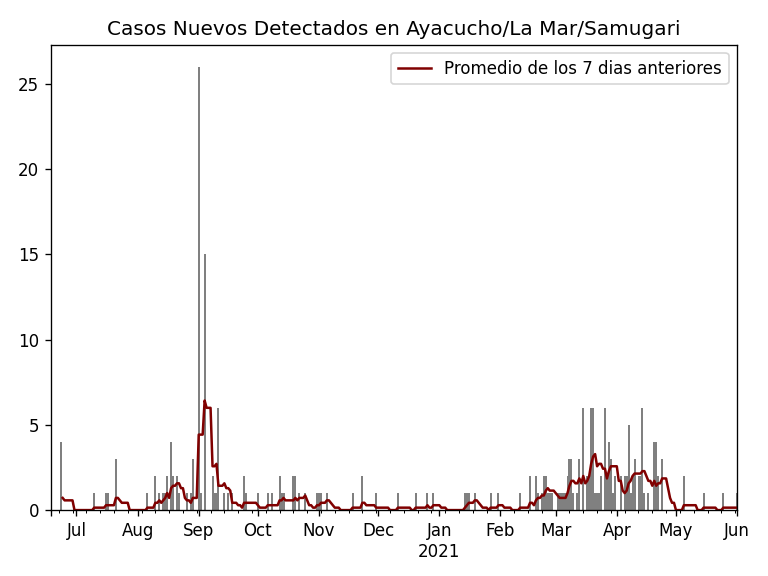 Casos Nuevos Detectados en Ayacucho/La Mar/Samugari
Promedio de los 7 dias anteriores
25
20
15
10
5
0
Jul Aug Sep Oct Nov Dec Jan Feb Mar Apr May Jun
2021